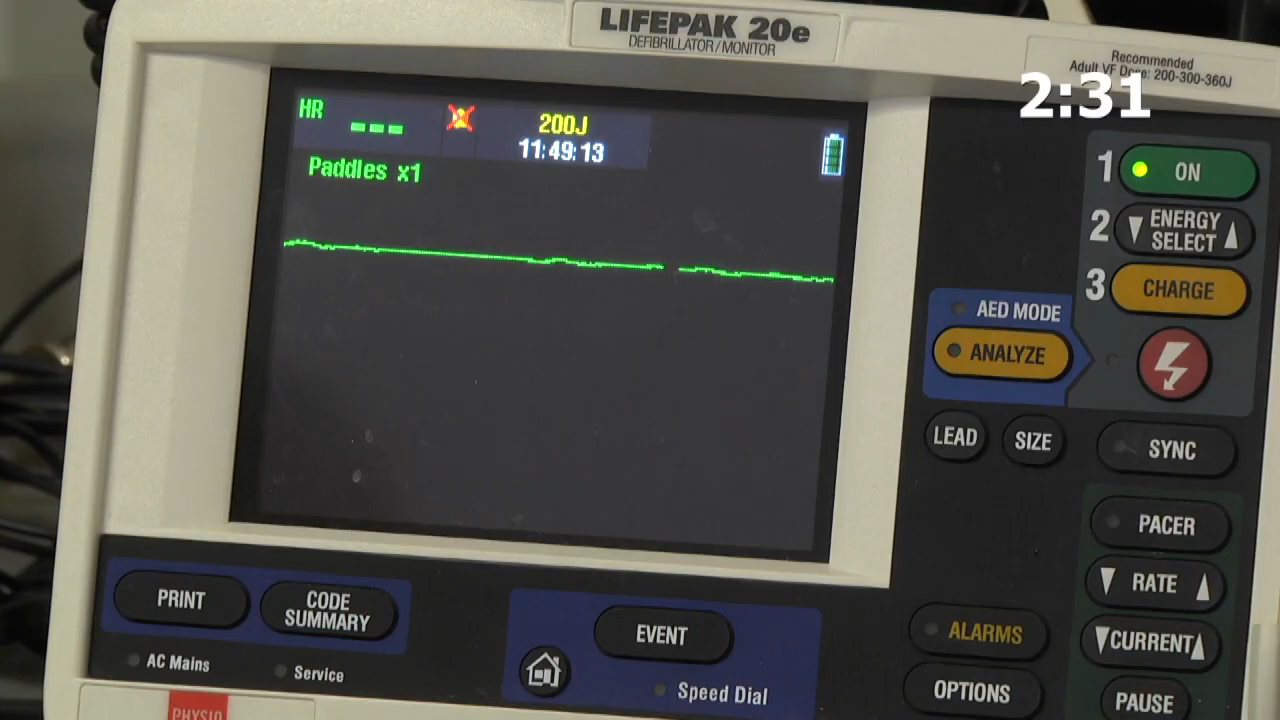 LIFEPAK 20e
DEFIBRILLATOR/MONITOR
Recommended
Adult VF Dose: 200-300-360J
2:31
HR
---
200J
11:49:13
Paddles x1
1 ON
2 ENERGY
SELECT
3 CHARGE
AED MODE
ANALYZE
LEAD
SIZE
SYNC
PACER
RATE
CURRENT
PAUSE
ALARMS
OPTIONS
PRINT
CODE
SUMMARY
EVENT
AC Mains
Service
Speed Dial
PHYSIO